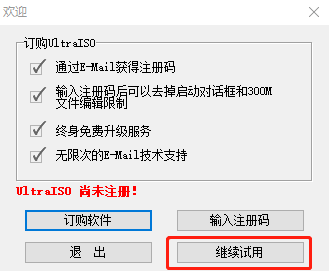 欢迎
订购UltraISO
通过E-Mail获得注册码
输入注册码后可以去掉启动对话框和300M
文件编辑限制
终身免费升级服务
无限次的E-Mail技术支持
UltraISO 尚未注册!
订购软件
输入注册码
退 出
继续试用